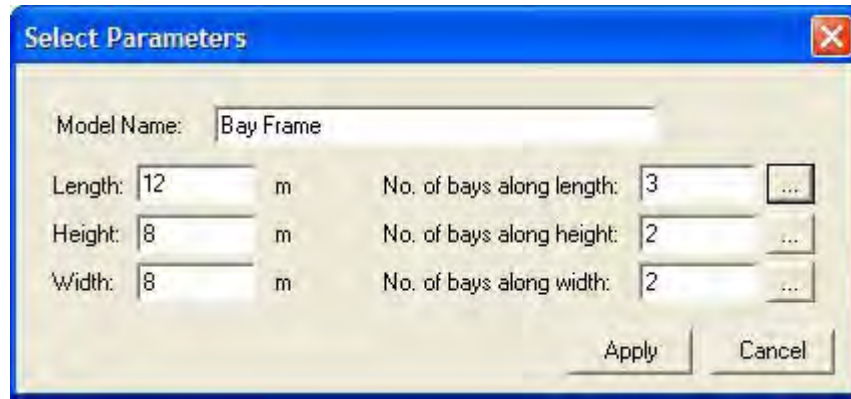 Select Parameters
Model Name: Bay Frame
Length: 12 m No. of bays along length: 3 ...
Height: 8 m No. of bays along height: 2 ...
Width: 8 m No. of bays along width: 2 ...
Apply Cancel